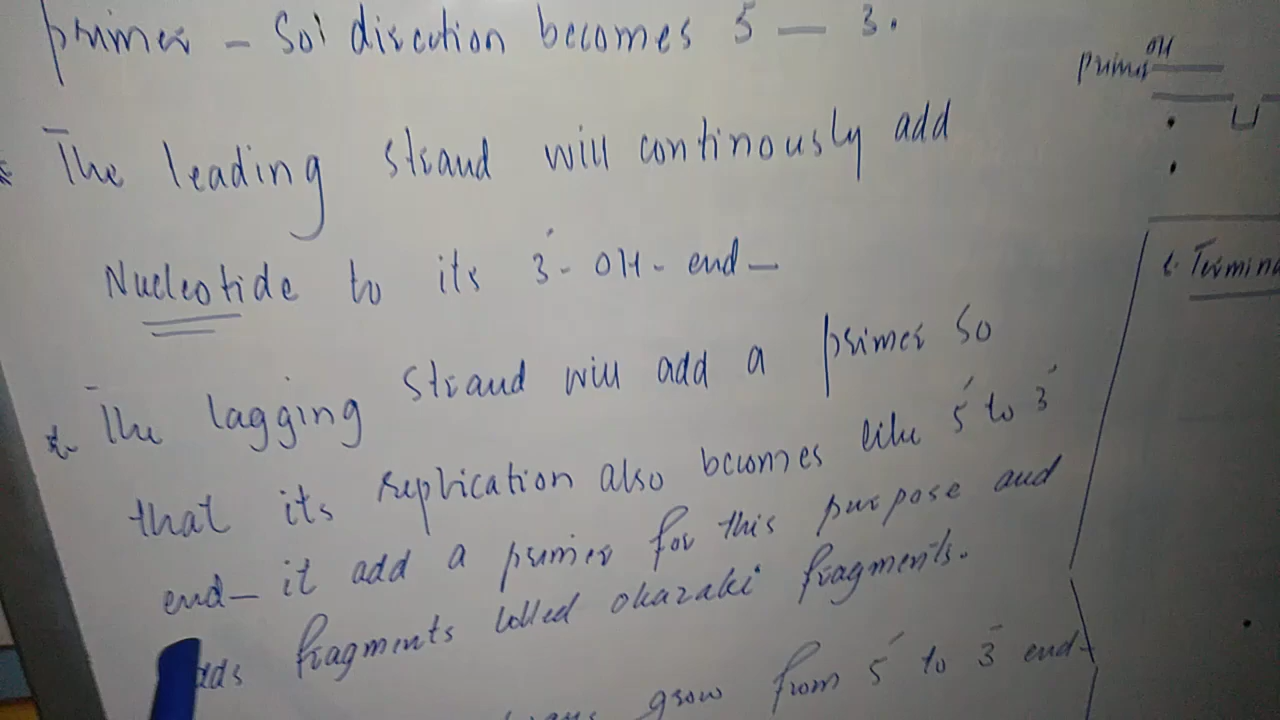 primer - So' direction becomes 5 — 3.
The leading strand will continously add
Nucleotide to its 3'- OH - end -
The lagging strand will add a primer so
that its replication also becomes like 5' to 3'
end - it add a primer for this purpose and
fragments called okazaki fragments.
grow from 5' to 3' end -
OH
primer
U